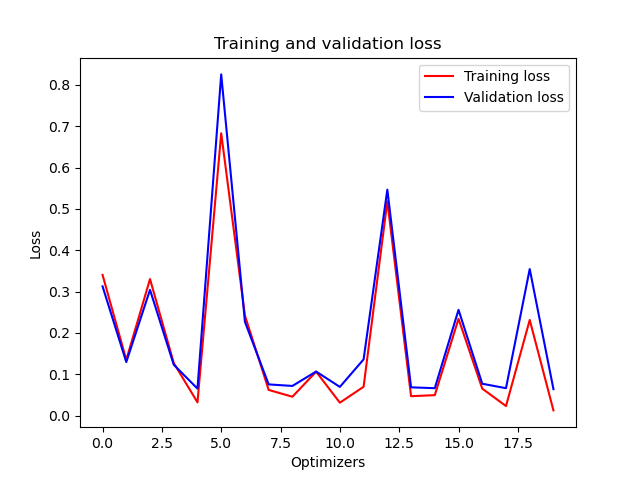 Training and validation loss
Training loss
Validation loss
0.8
0.7
0.6
0.5
0.4
0.3
0.2
0.1
0.0
Loss
0.0 2.5 5.0 7.5 10.0 12.5 15.0 17.5
Optimizers